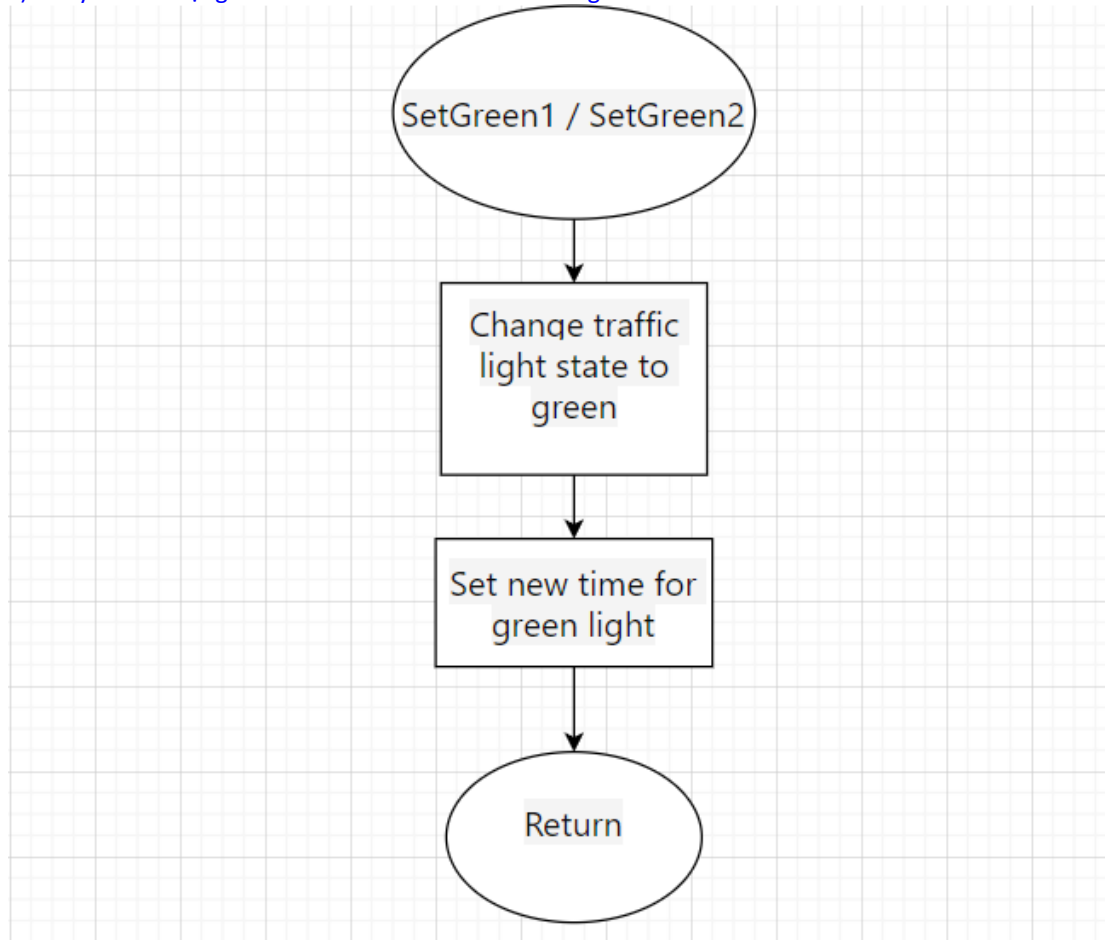 SetGreen1 / SetGreen2
Change traffic
light state to
green
Set new time for
green light
Return